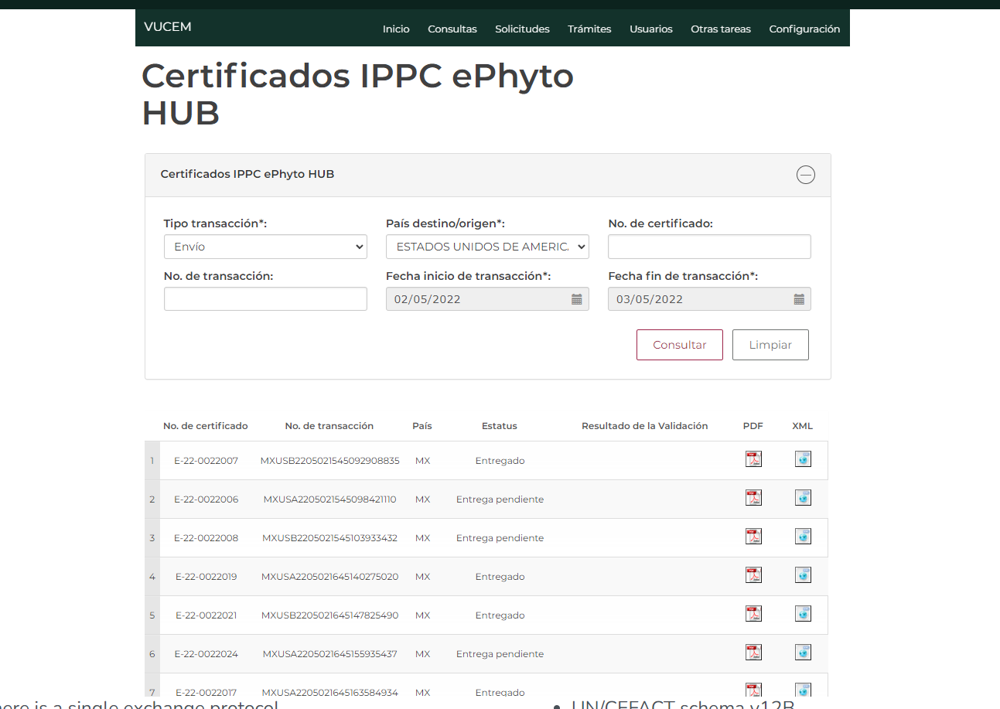 VUCEM Inicio Consultas Solicitudes Trámites Usuarios Otras tareas Configuración
Certificados IPPC ePhyto
HUB
Certificados IPPC ePhyto HUB
Tipo transacción*: País destino/origen*: No. de certificado:
Envío ESTADOS UNIDOS DE AMERIC
No. de transacción: Fecha inicio de transacción*: Fecha fin de transacción*:
02/05/2022 03/05/2022
Consultar Limpiar
No. de certificado No. de transacción País Estatus Resultado de la Validación PDF XML
1 E-22-0022007 MXUSB2205021545092908835 MX Entregado
2 E-22-0022006 MXUSA2205021545098421110 MX Entrega pendiente
3 E-22-0022008 MXUSB2205021545103933432 MX Entrega pendiente
4 E-22-0022019 MXUSA2205021645140275020 MX Entregado
5 E-22-0022021 MXUSB2205021645147825490 MX Entregado
6 E-22-0022024 MXUSA2205021645155935437 MX Entrega pendiente
7 E-22-0022017 MXUSA2205021645163584934 MX Entregado
ere is a single exchange protocol • UN/CEFACT schema v12B